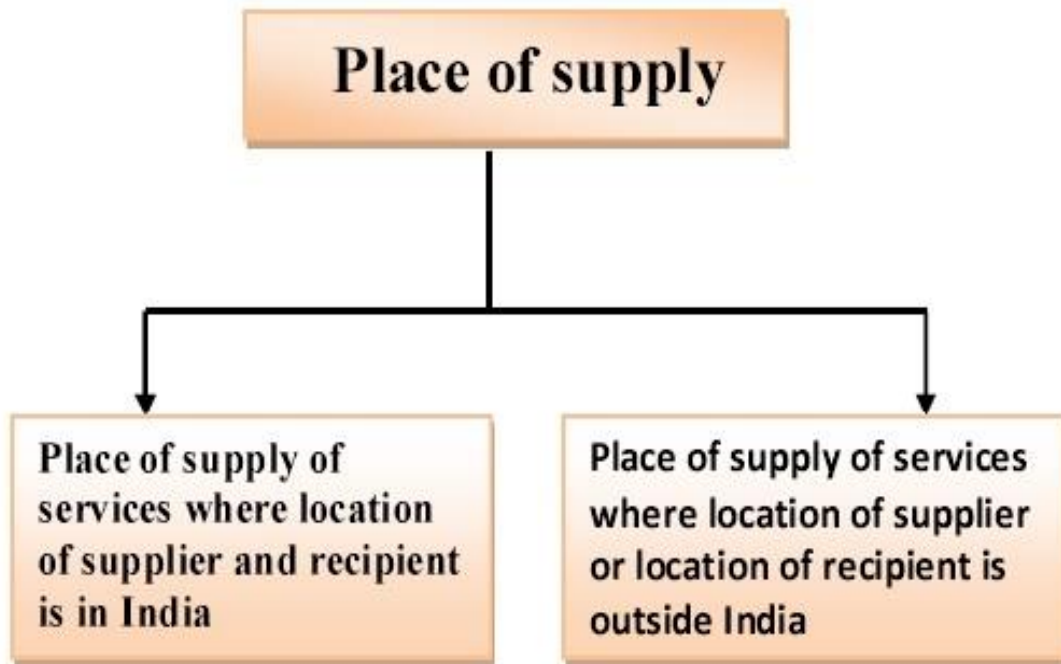 Place of supply
Place of supply of
services where location
of supplier and recipient
is in India
Place of supply of services
where location of supplier
or location of recipient is
outside India